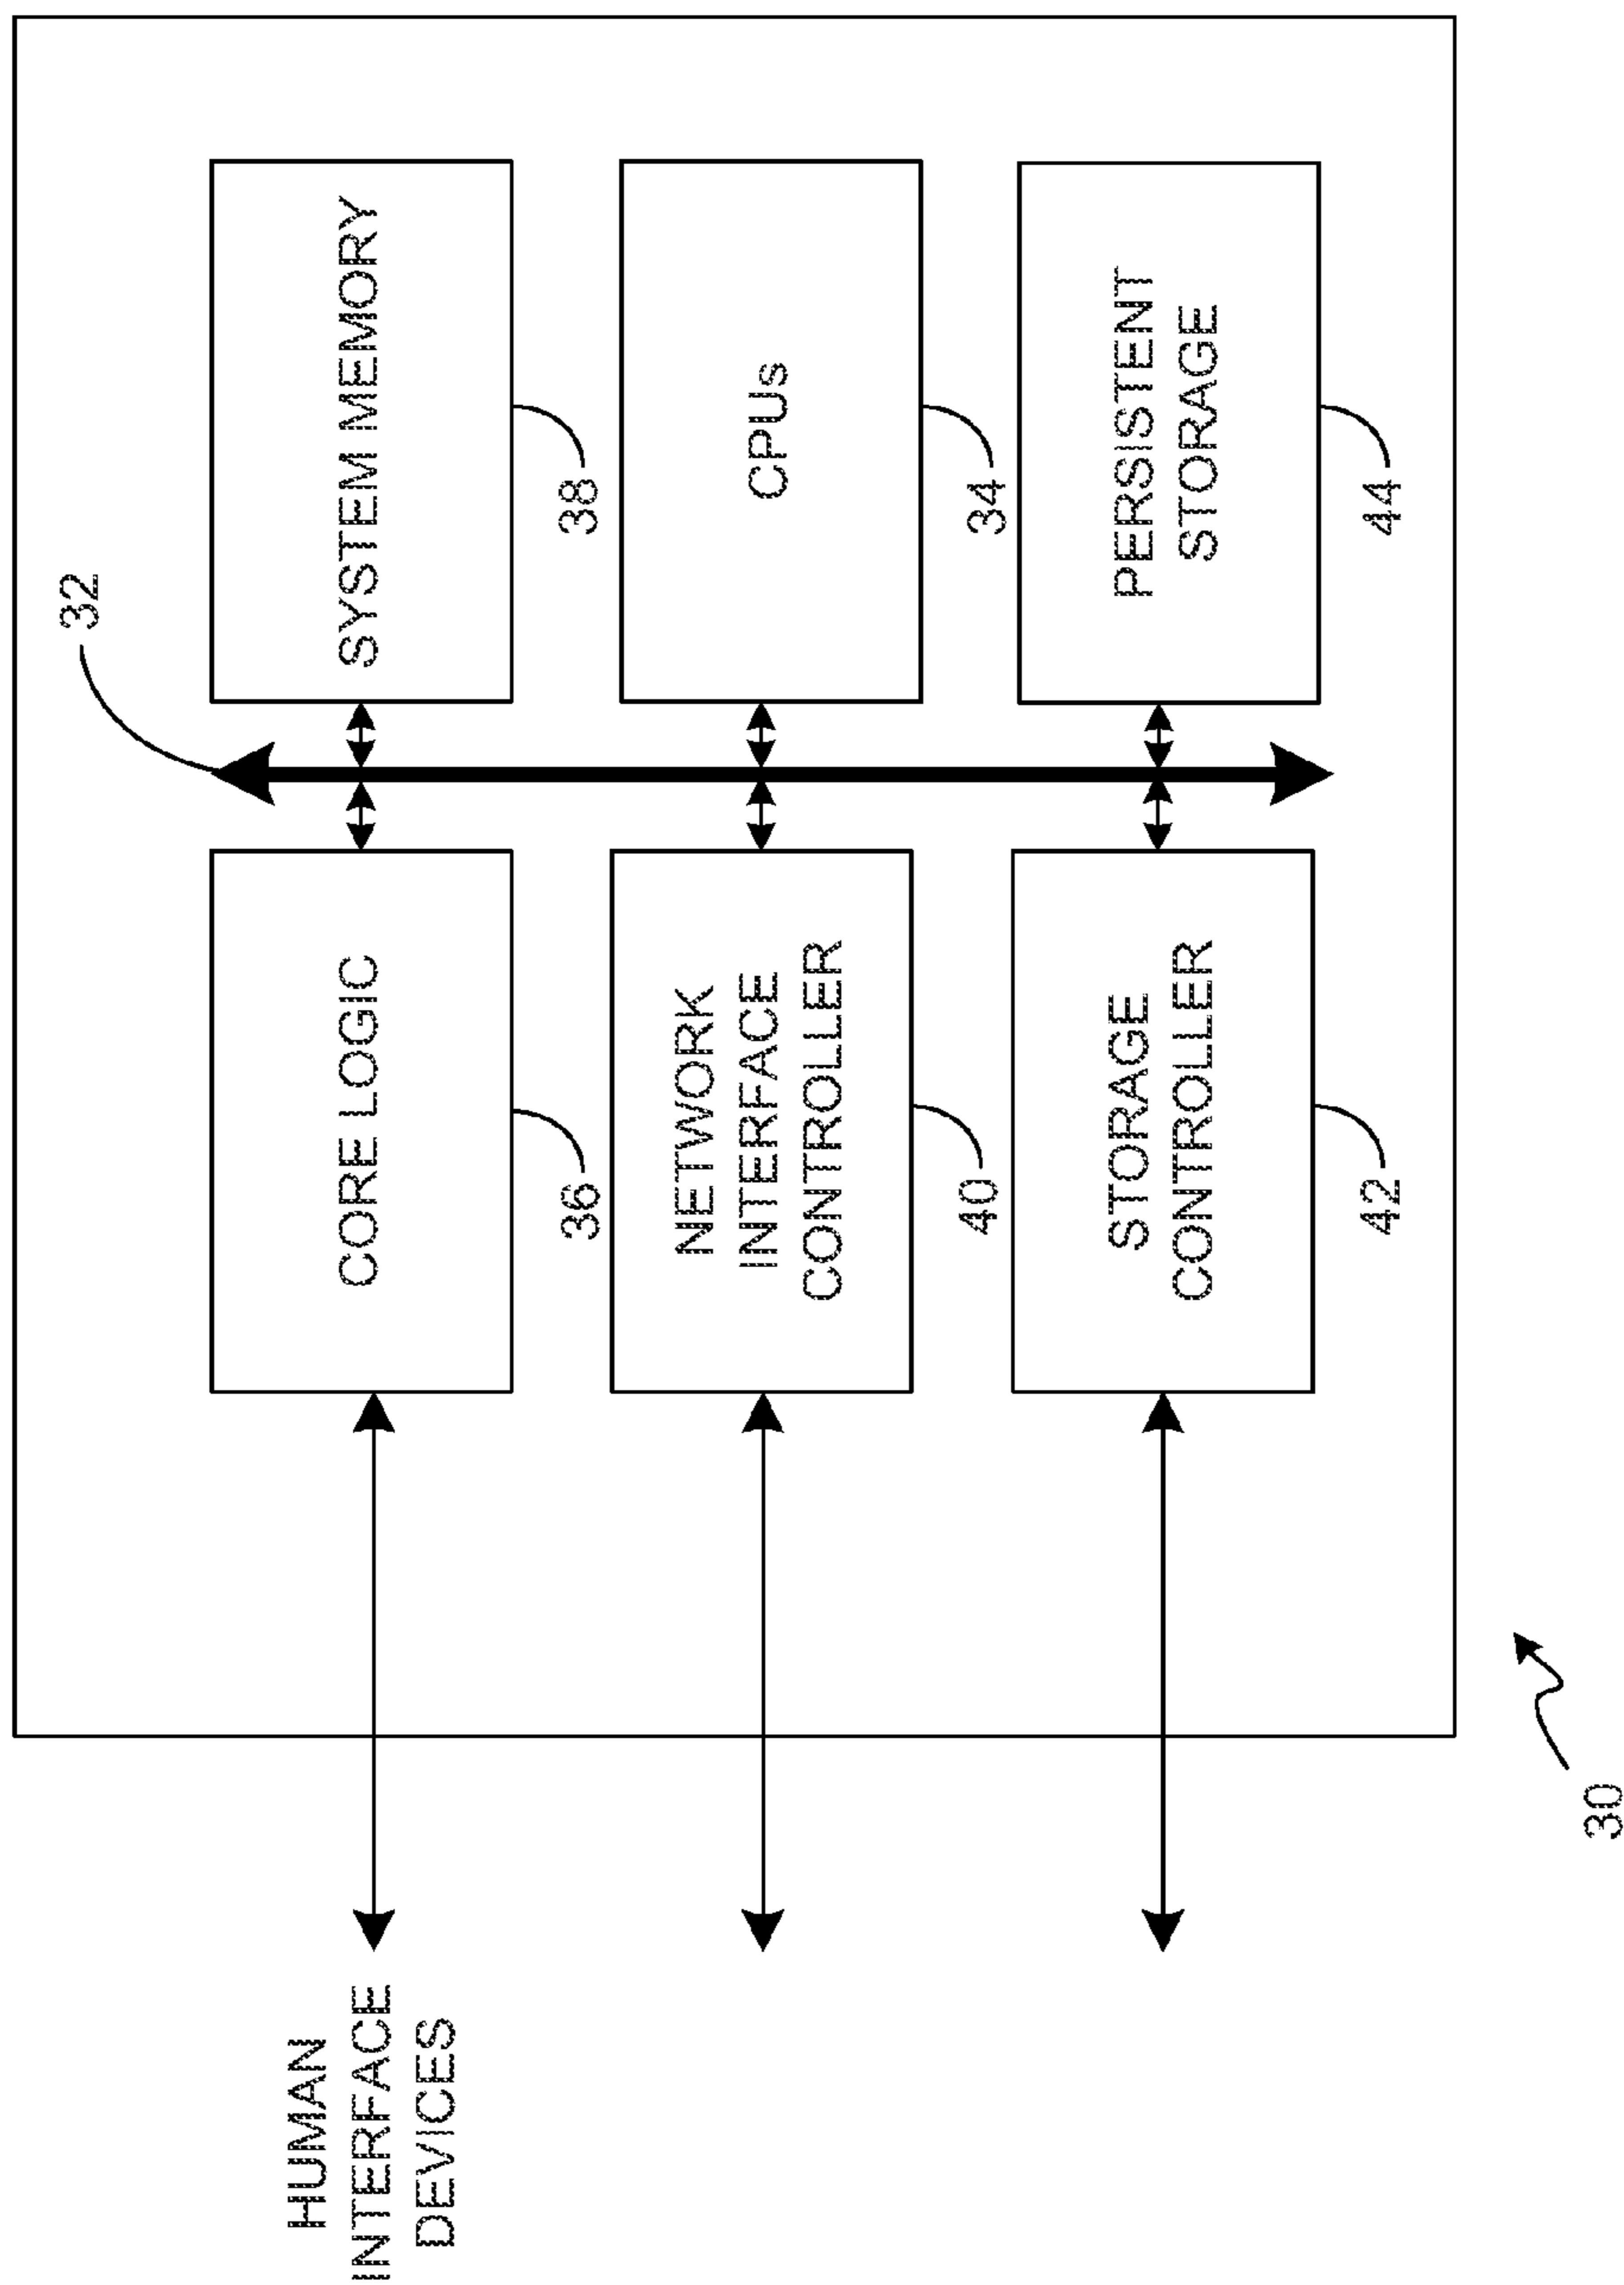 32
HUMAN
INTERFACE
DEVICES
CORE LOGIC
SYSTEM MEMORY
36
38
NETWORK
INTERFACE
CONTROLLER
CPUs
40
34
STORAGE
CONTROLLER
PERSISTENT
STORAGE
42
44
30